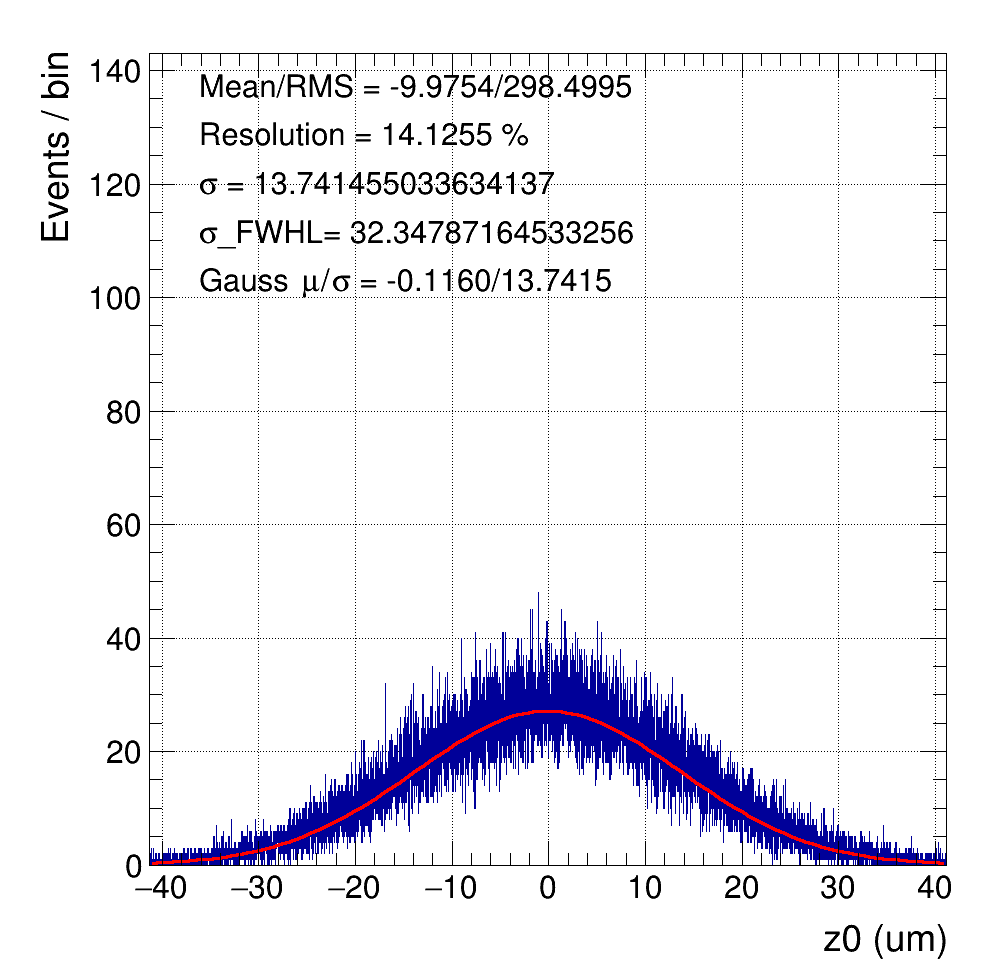 Events / bin
140
120
100
80
60
40
20
0
Mean/RMS = -9.9754/298.4995
Resolution = 14.1255 %
σ = 13.741455033634137
σ_FWHL= 32.34787164533256
Gauss μ/σ = -0.1160/13.7415
−40 −30 −20 −10 0 10 20 30 40
z0 (um)